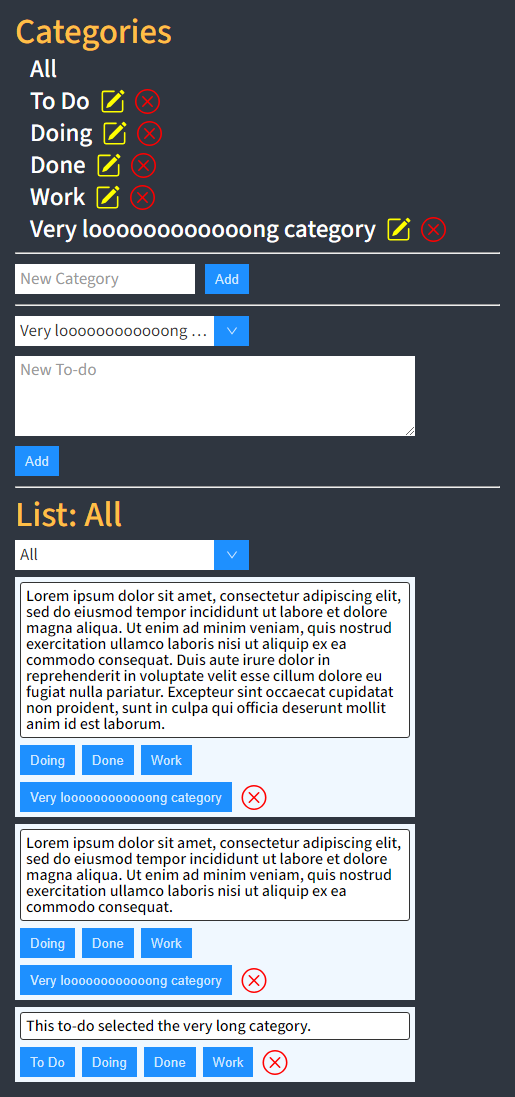 Categories
All
To Do
Doing
Done
Work
Very loooooooooooong category
New Category Add
Very loooooooooooong ...
New To-do
Add
List: All
All
Lorem ipsum dolor sit amet, consectetur adipiscing elit,
sed do eiusmod tempor incididunt ut labore et dolore
magna aliqua. Ut enim ad minim veniam, quis nostrud
exercitation ullamco laboris nisi ut aliquip ex ea
commodo consequat. Duis aute irure dolor in
reprehenderit in voluptate velit esse cillum dolore eu
fugiat nulla pariatur. Excepteur sint occaecat cupidatat
non proident, sunt in culpa qui officia deserunt mollit
anim id est laborum.
Doing Done Work
Very loooooooooooong category
Lorem ipsum dolor sit amet, consectetur adipiscing elit,
sed do eiusmod tempor incididunt ut labore et dolore
magna aliqua. Ut enim ad minim veniam, quis nostrud
exercitation ullamco laboris nisi ut aliquip ex ea
commodo consequat.
Doing Done Work
Very loooooooooooong category
This to-do selected the very long category.
To Do Doing Done Work